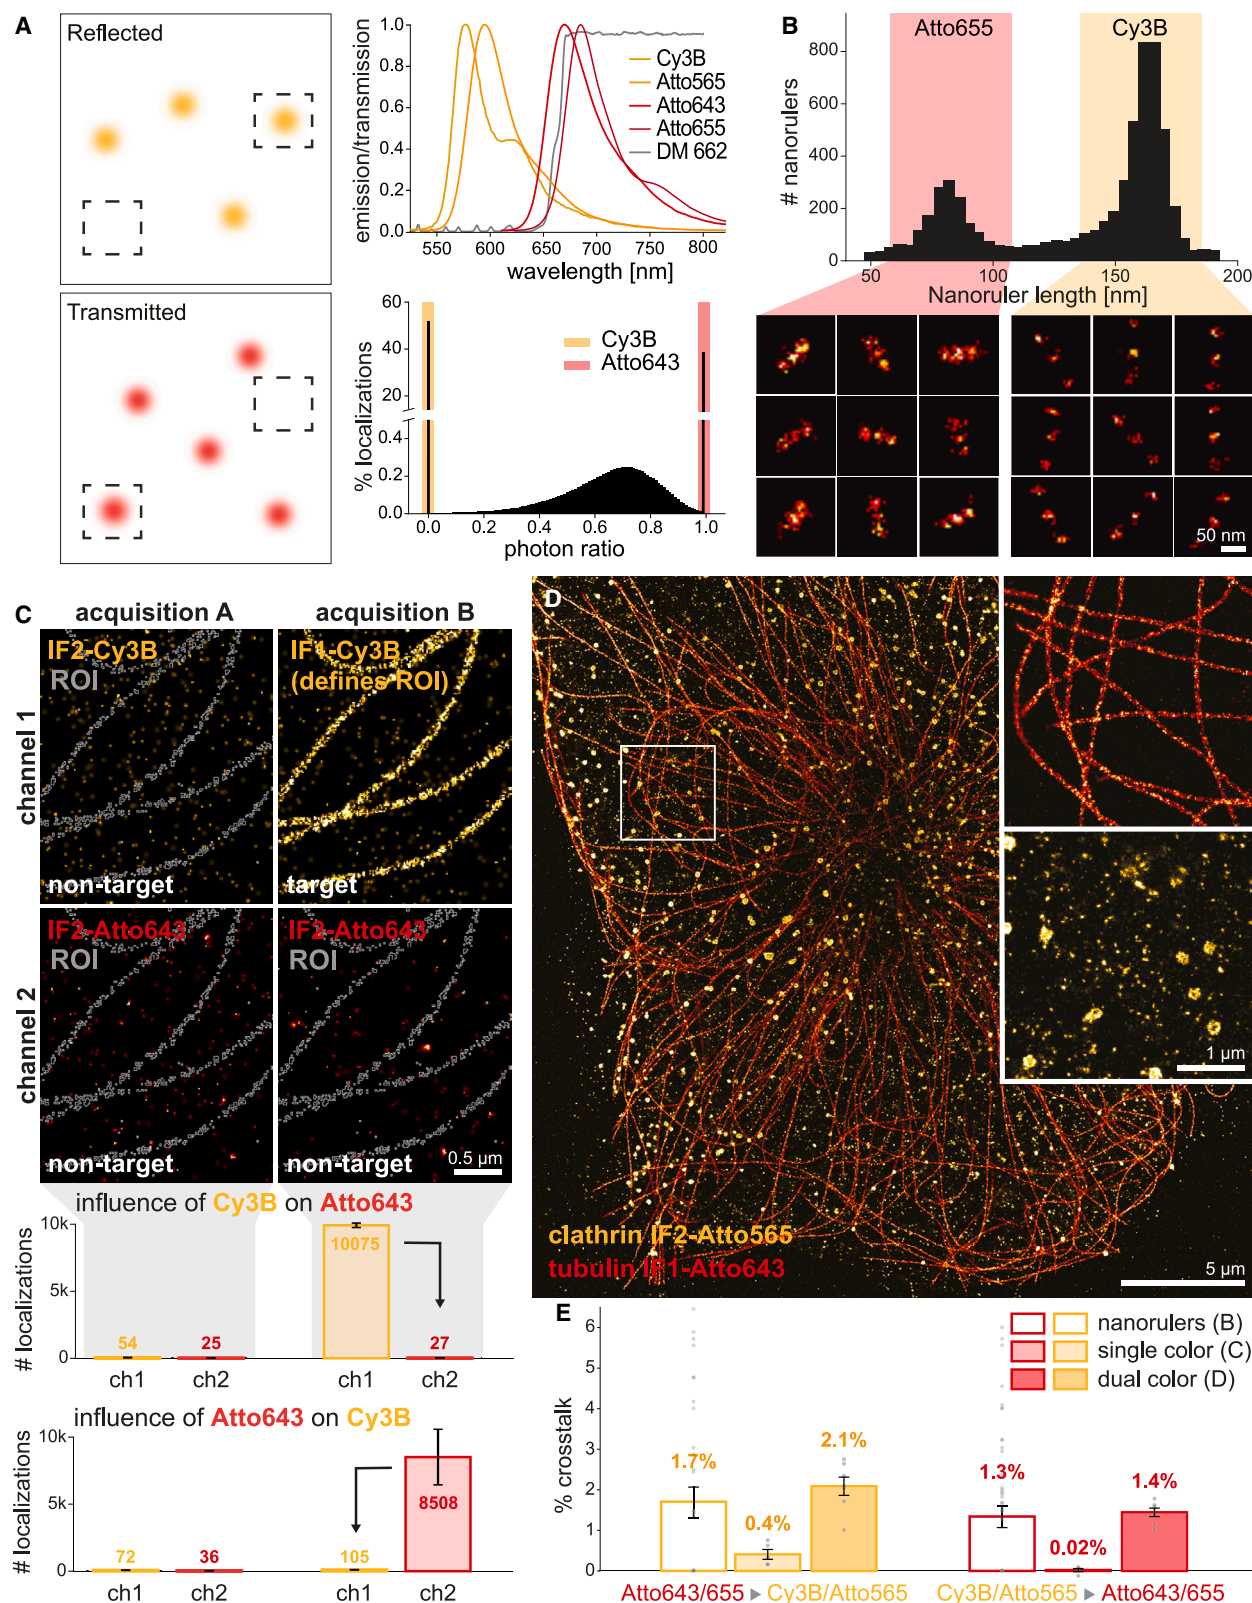 A
Reflected
Transmitted
emission/transmission
1.0
0.8
0.6
0.4
0.2
0.0
Cy3B
Atto565
Atto643
Atto655
DM 662
550
600
650
700
750
800
wavelength [nm]
% localizations
60
40
20
0.4
0.2
0.0
Cy3B
Atto643
0.0
0.2
0.4
0.6
0.8
1.0
photon ratio
B
Atto655
Cy3B
# nanorulers
800
600
400
200
0
50
100
150
200
Nanoruler length [nm]
50 nm
C
acquisition A
acquisition B
channel 1
IF2-Cy3B
ROI
non-target
IF1-Cy3B
(defines ROI)
target
channel 2
IF2-Atto643
ROI
non-target
IF2-Atto643
ROI
non-target
0.5 µm
influence of Cy3B on Atto643
# localizations
10k
5k
0
54
25
10075
27
ch1
ch2
ch1
ch2
influence of Atto643 on Cy3B
# localizations
10k
5k
0
72
36
105
8508
ch1
ch2
ch1
ch2
D
1 µm
clathrin IF2-Atto565
tubulin IF1-Atto643
5 µm
E
% crosstalk
6
5
4
3
2
1
0
nanorulers (B)
single color (C)
dual color (D)
1.7%
0.4%
2.1%
1.3%
0.02%
1.4%
Atto643/655 ▶ Cy3B/Atto565
Cy3B/Atto565 ▶ Atto643/655